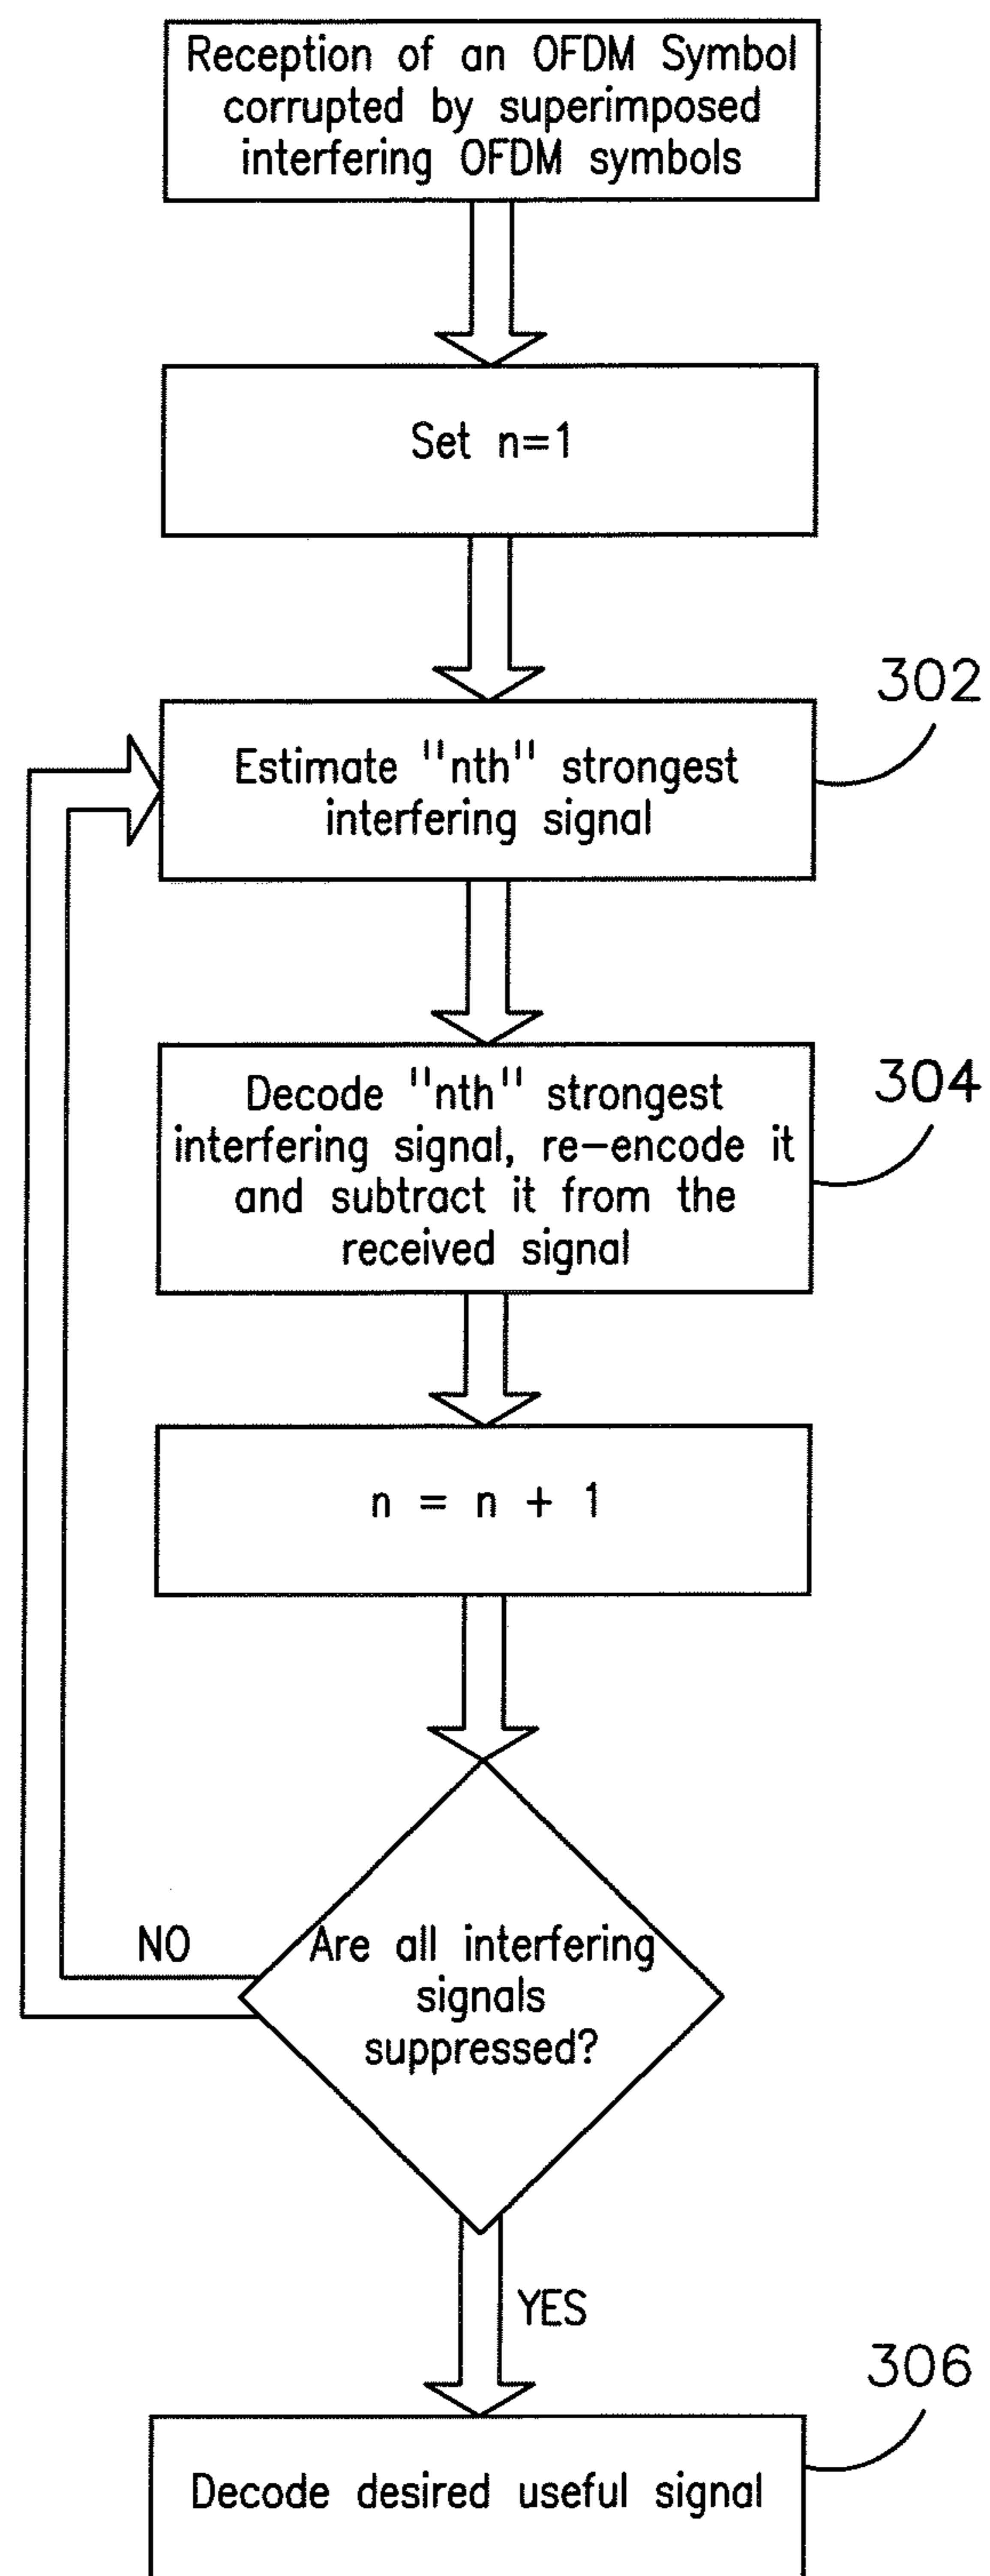 Reception of an OFDM Symbol
corrupted by superimposed
interfering OFDM symbols
Set n=1
302
Estimate "nth" strongest
interfering signal
304
Decode "nth" strongest
interfering signal, re-encode it
and subtract it from the
received signal
n = n + 1
NO
Are all interfering
signals
suppressed?
YES
306
Decode desired useful signal